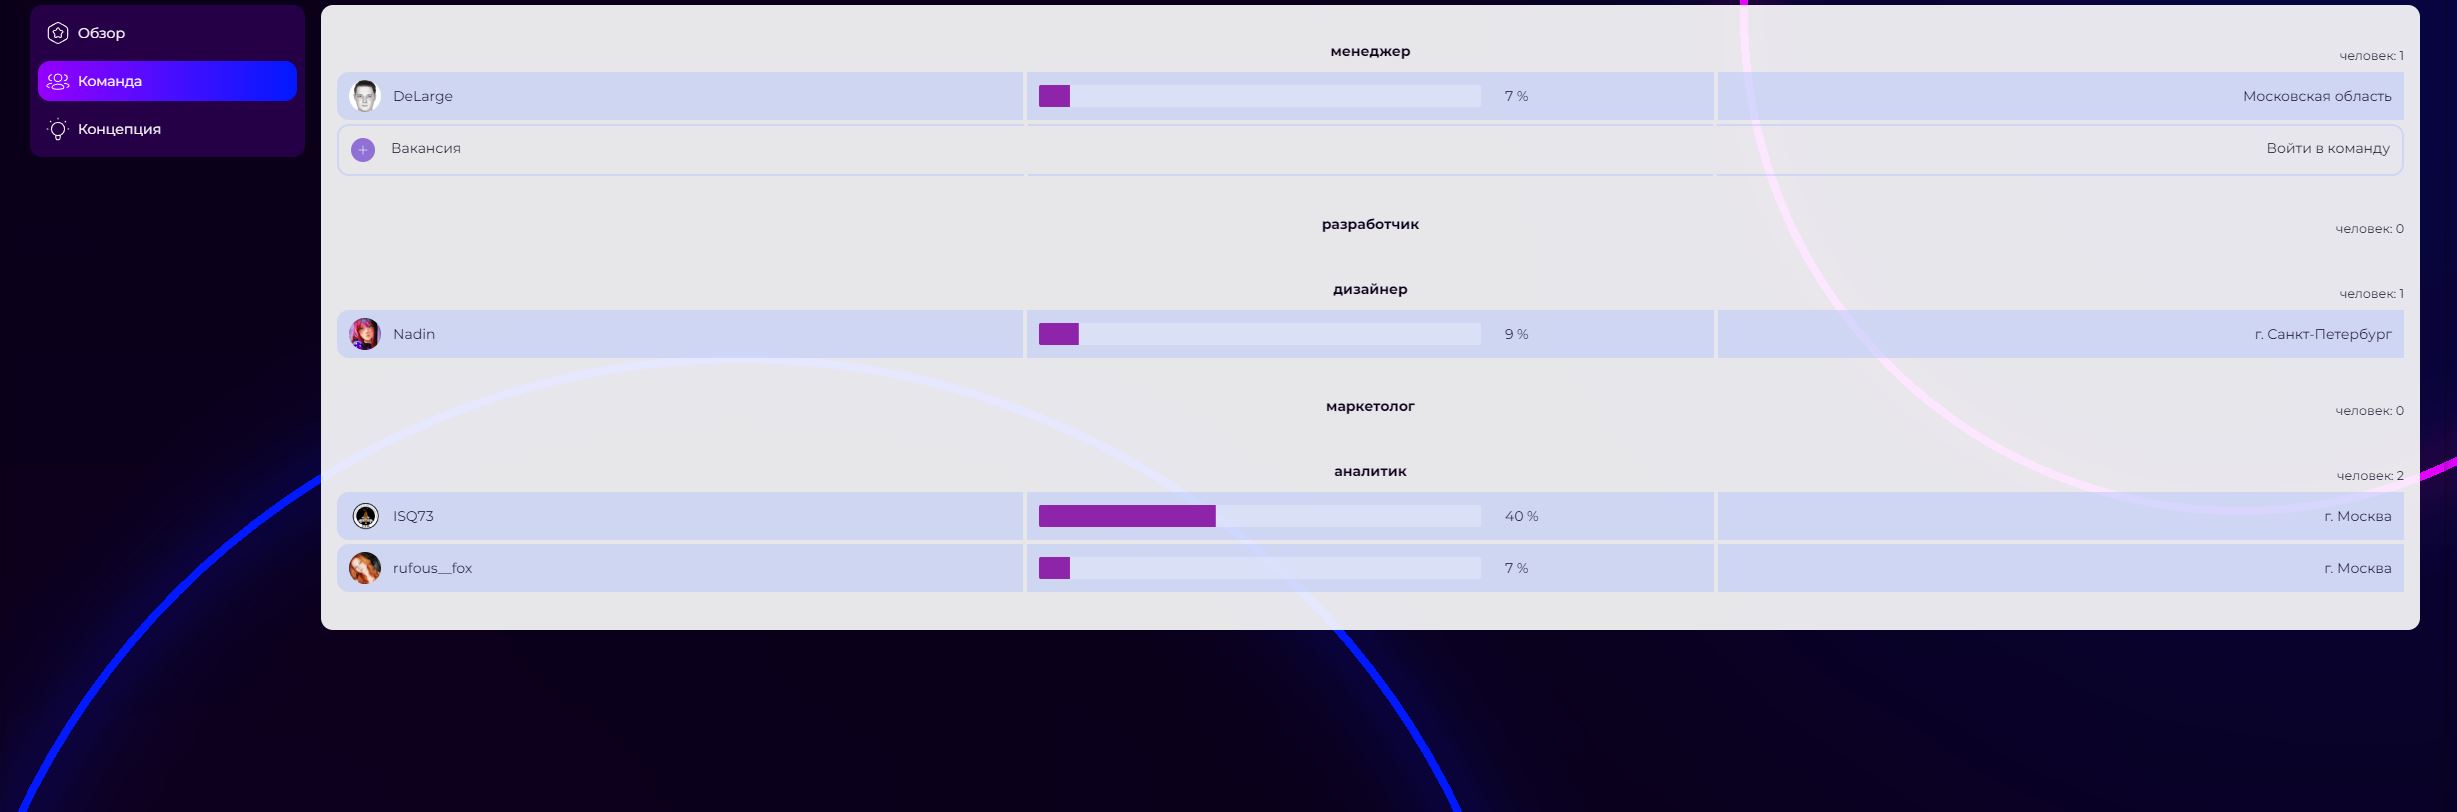 Обзор
Команда
Концепция
менеджер
человек: 1
DeLarge 7 % Московская область
Вакансия Войти в команду
разработчик
человек: 0
дизайнер
человек: 1
Nadin 9 % г. Санкт-Петербург
маркетолог
человек: 0
аналитик
человек: 2
ISQ73 40 % г. Москва
rufous__fox 7 % г. Москва